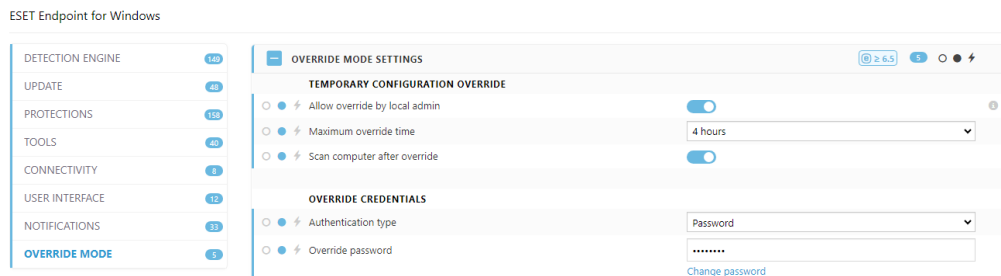 ESET Endpoint for Windows
DETECTION ENGINE 149
UPDATE 48
PROTECTIONS 158
TOOLS 40
CONNECTIVITY 8
USER INTERFACE 12
NOTIFICATIONS 33
OVERRIDE MODE 5
OVERRIDE MODE SETTINGS ≥ 6.5 5
TEMPORARY CONFIGURATION OVERRIDE
Allow override by local admin
Maximum override time 4 hours
Scan computer after override
OVERRIDE CREDENTIALS
Authentication type Password
Override password ••••••••
Change password